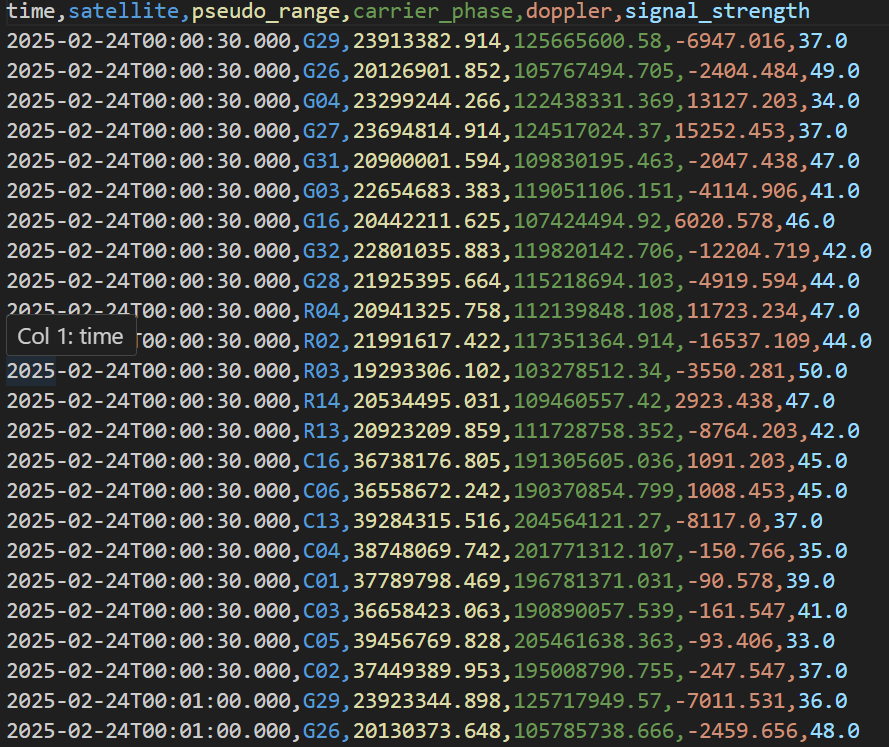 time,satellite,pseudo_range,carrier_phase,doppler,signal_strength
2025-02-24T00:00:30.000,G29,23913382.914,125665600.58,-6947.016,37.0
2025-02-24T00:00:30.000,G26,20126901.852,105767494.705,-2404.484,49.0
2025-02-24T00:00:30.000,G04,23299244.266,122438331.369,13127.203,34.0
2025-02-24T00:00:30.000,G27,23694814.914,124517024.37,15252.453,37.0
2025-02-24T00:00:30.000,G31,20900001.594,109830195.463,-2047.438,47.0
2025-02-24T00:00:30.000,G03,22654683.383,119051106.151,-4114.906,41.0
2025-02-24T00:00:30.000,G16,20442211.625,107424494.92,6020.578,46.0
2025-02-24T00:00:30.000,G32,22801035.883,119820142.706,-12204.719,42.0
2025-02-24T00:00:30.000,G28,21925395.664,115218694.103,-4919.594,44.0
2025-02-24T00:00:30.000,R04,20941325.758,112139848.108,11723.234,47.0
Col 1: time -02-24T00:00:30.000,R02,21991617.422,117351364.914,-16537.109,44.0
2025-02-24T00:00:30.000,R03,19293306.102,103278512.34,-3550.281,50.0
2025-02-24T00:00:30.000,R14,20534495.031,109460557.42,2923.438,47.0
2025-02-24T00:00:30.000,R13,20923209.859,111728758.352,-8764.203,42.0
2025-02-24T00:00:30.000,C16,36738176.805,191305605.036,1091.203,45.0
2025-02-24T00:00:30.000,C06,36558672.242,190370854.799,1008.453,45.0
2025-02-24T00:00:30.000,C13,39284315.516,204564121.27,-8117.0,37.0
2025-02-24T00:00:30.000,C04,38748069.742,201771312.107,-150.766,35.0
2025-02-24T00:00:30.000,C01,37789798.469,196781371.031,-90.578,39.0
2025-02-24T00:00:30.000,C03,36658423.063,190890057.539,-161.547,41.0
2025-02-24T00:00:30.000,C05,39456769.828,205461638.363,-93.406,33.0
2025-02-24T00:00:30.000,C02,37449389.953,195008790.755,-247.547,37.0
2025-02-24T00:01:00.000,G29,23923344.898,125717949.57,-7011.531,36.0
2025-02-24T00:01:00.000,G26,20130373.648,105785738.666,-2459.656,48.0